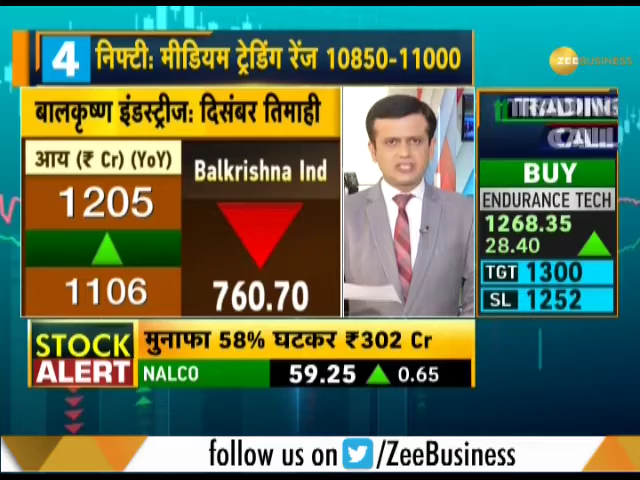 4 निफ्टी: मीडियम ट्रेडिंग रेंज 10850-11000
ZEEBUSINESS
बालकृष्ण इंडस्ट्रीज: दिसंबर तिमाही
आय (₹ Cr) (YoY)
1205
1106
Balkrishna Ind
760.70
TRADING
CALL
BUY
ENDURANCE TECH
1268.35
28.40
TGT 1300
SL 1252
STOCK
ALERT
मुनाफा 58% घटकर ₹302 Cr
NALCO 59.25 0.65
follow us on /ZeeBusiness